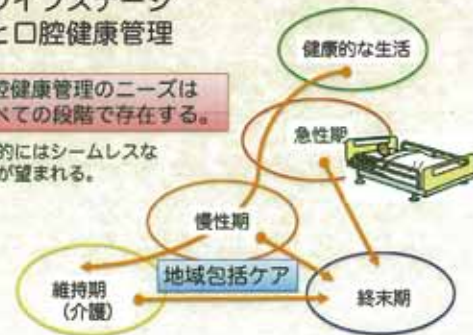 ライフステージ
と口腔健康管理
腔健康管理のニーズは
べての段階で存在する。
的にはシームレスな
が望まれる。
健康的な生活
急性期
慢性期
地域包括ケア
維持期
(介護)
終末期